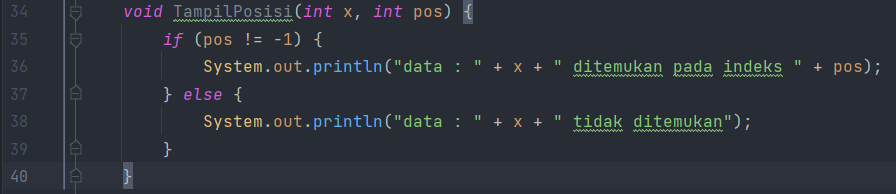 34 void TampilPosisi(int x, int pos) {
35 if (pos != -1) {
36 System.out.println("data : " + x + " ditemukan pada indeks " + pos);
37 } else {
38 System.out.println("data : " + x + " tidak ditemukan");
39 }
40 }